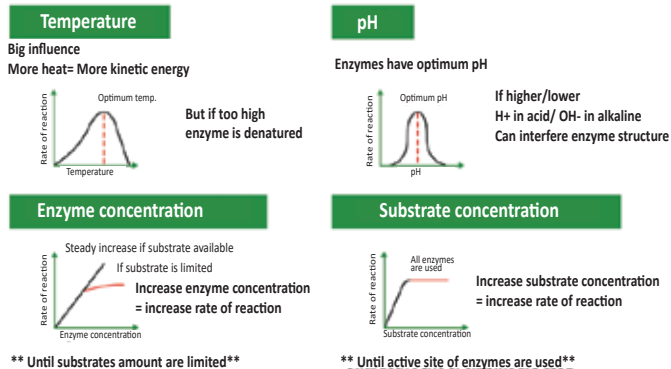 Temperature
Big influence
More heat= More kinetic energy
Optimum temp.
Rate of reaction
Temperature
But if too high
enzyme is denatured
pH
Enzymes have optimum pH
Optimum pH
Rate of reaction
pH
If higher/lower
H+ in acid/ OH- in alkaline
Can interfere enzyme structure
Enzyme concentration
Steady increase if substrate available
If substrate is limited
Rate of reaction
Enzyme concentration
Increase enzyme concentration
= increase rate of reaction
** Until substrates amount are limited**
Substrate concentration
All enzymes
are used
Rate of reaction
Substrate concentration
Increase substrate concentration
= increase rate of reaction
** Until active site of enzymes are used**